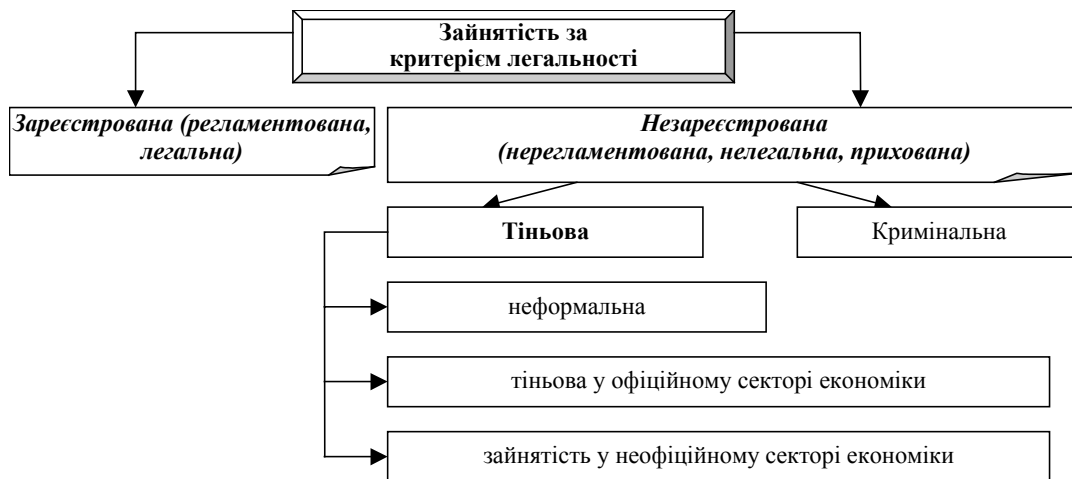 Зайнятість за
критерієм легальності
Зареєстрована (регламентована,
легальна)
Незареєстрована
(нерегламентована, нелегальна, прихована)
Тіньова
Кримінальна
неформальна
тіньова у офіційному секторі економіки
зайнятість у неофіційному секторі економіки